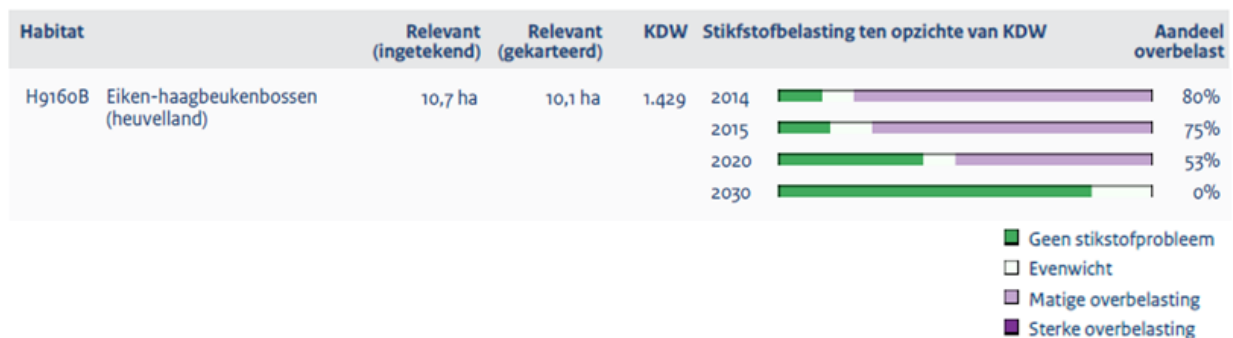 Habitat Relevant Relevant KDW Stikfstofbelasting ten opzichte van KDW Aandeel
(ingetekend) (gekarteerd) overbelast
H9160B Eiken-haagbeukenbossen 10,7 ha 10,1 ha 1.429 2014 80%
(heuvelland)
2015 75%
2020 53%
2030 0%
Geen stikstofprobleem
Evenwicht
Matige overbelasting
Sterke overbelasting